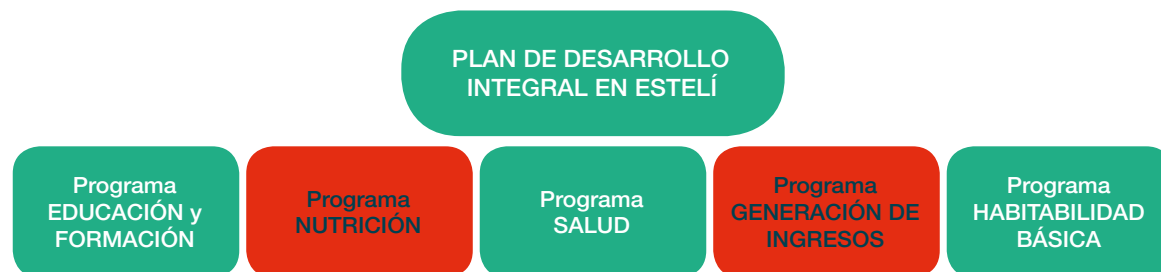 PLAN DE DESARROLLO
INTEGRAL EN ESTELÍ
Programa
EDUCACIÓN y
FORMACIÓN
Programa
NUTRICIÓN
Programa
SALUD
Programa
GENERACIÓN DE
INGRESOS
Programa
HABITABILIDAD
BÁSICA